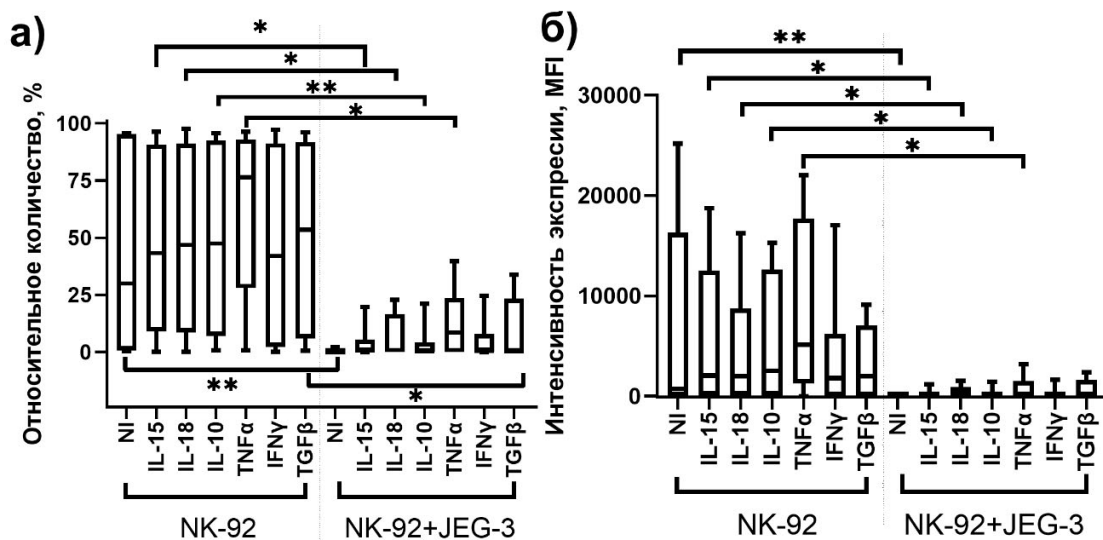 а)
*
*
**
*
Относительное количество, %
100
75
50
25
0
**
*
NI
IL-15
IL-18
IL-10
TNFα
IFNγ
TGFβ
NI
IL-15
IL-18
IL-10
TNFα
IFNγ
TGFβ
NK-92
NK-92+JEG-3
б)
**
*
*
*
*
Интенсивность экспресии, MFI
30000
20000
10000
0
NI
IL-15
IL-18
IL-10
TNFα
IFNγ
TGFβ
NI
IL-15
IL-18
IL-10
TNFα
IFNγ
TGFβ
NK-92
NK-92+JEG-3